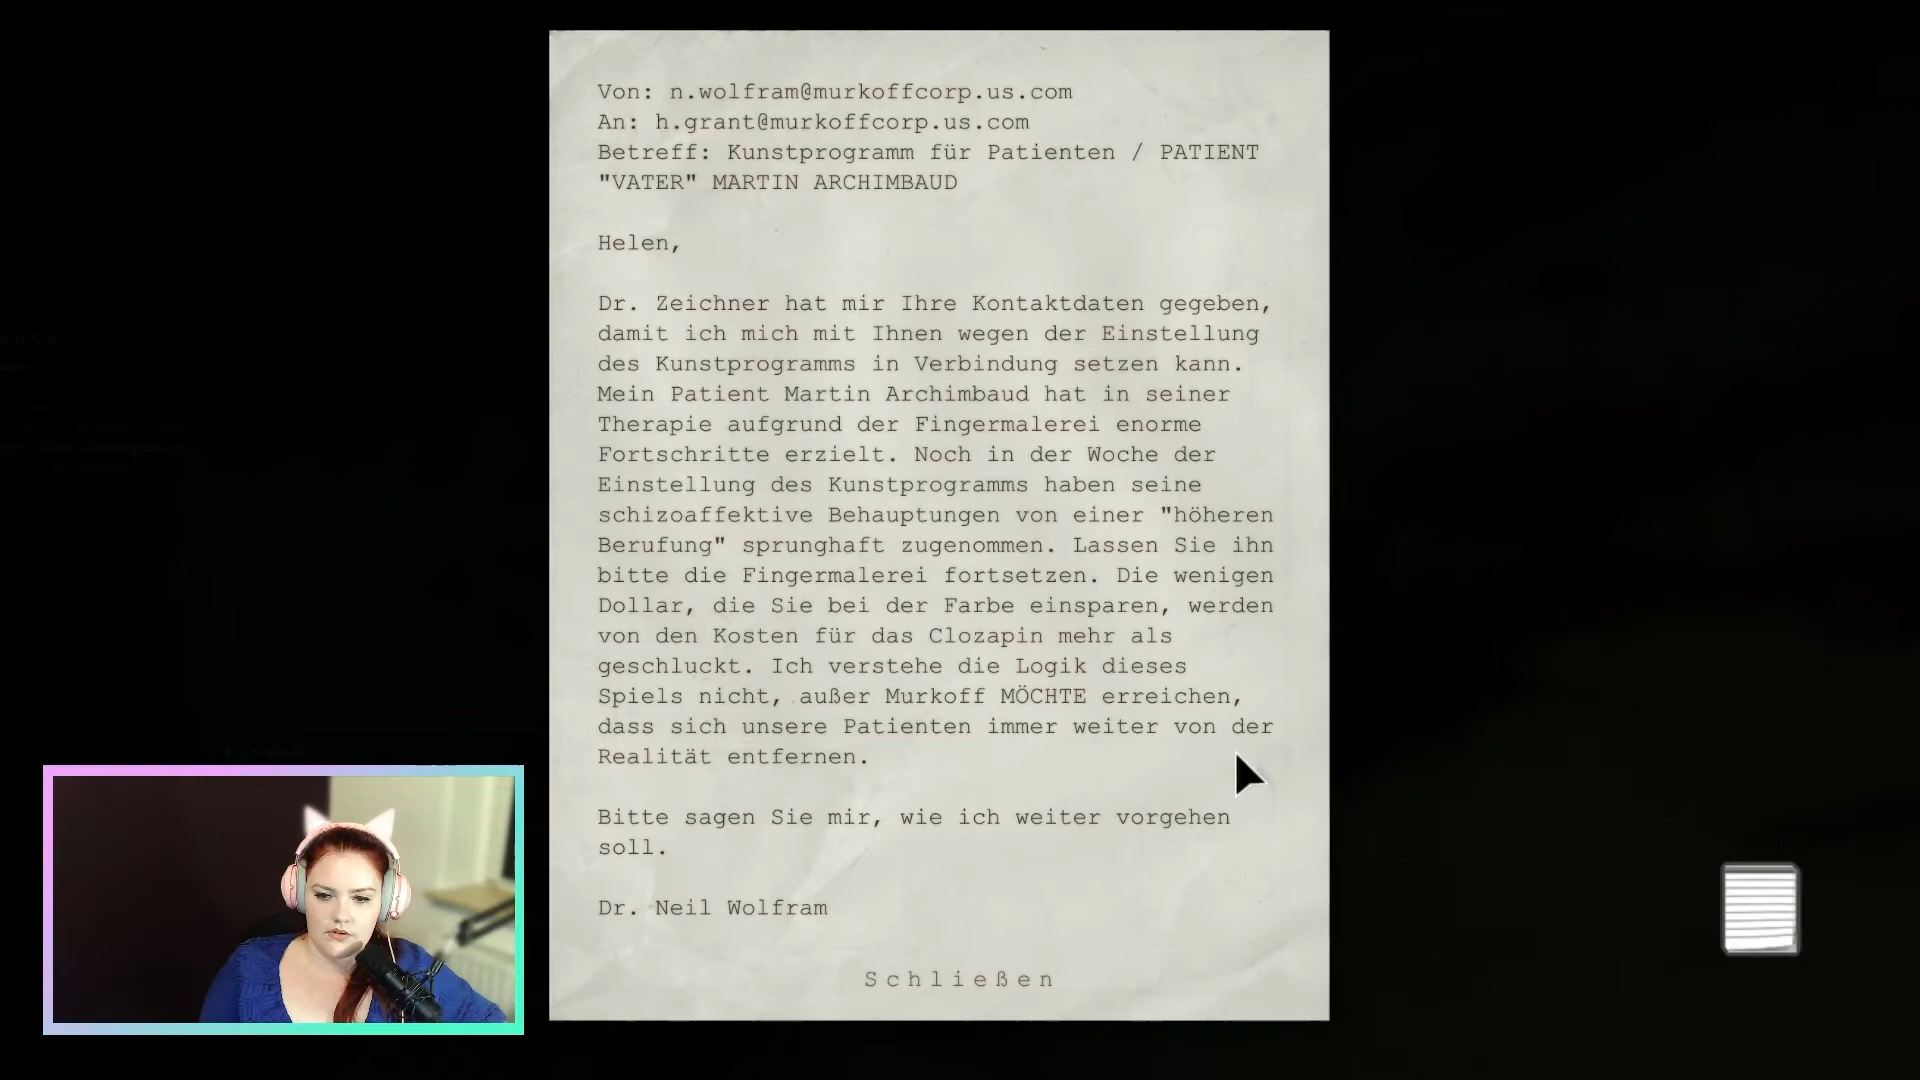 Von: n.wolfram@murkoffcorp.us.com
An: h.grant@murkoffcorp.us.com
Betreff: Kunstprogramm für Patienten / PATIENT
"VATER" MARTIN ARCHIMBAUD
Helen,
Dr. Zeichner hat mir Ihre Kontaktdaten gegeben,
damit ich mich mit Ihnen wegen der Einstellung
des Kunstprogramms in Verbindung setzen kann.
Mein Patient Martin Archimbaud hat in seiner
Therapie aufgrund der Fingermalerei enorme
Fortschritte erzielt. Noch in der Woche der
Einstellung des Kunstprogramms haben seine
schizoaffektive Behauptungen von einer "höheren
Berufung" sprunghaft zugenommen. Lassen Sie ihn
bitte die Fingermalerei fortsetzen. Die wenigen
Dollar, die Sie bei der Farbe einsparen, werden
von den Kosten für das Clozapin mehr als
geschluckt. Ich verstehe die Logik dieses
Spiels nicht, außer Murkoff MÖCHTE erreichen,
dass sich unsere Patienten immer weiter von der
Realität entfernen.
Bitte sagen Sie mir, wie ich weiter vorgehen
soll.
Dr. Neil Wolfram
Schließen